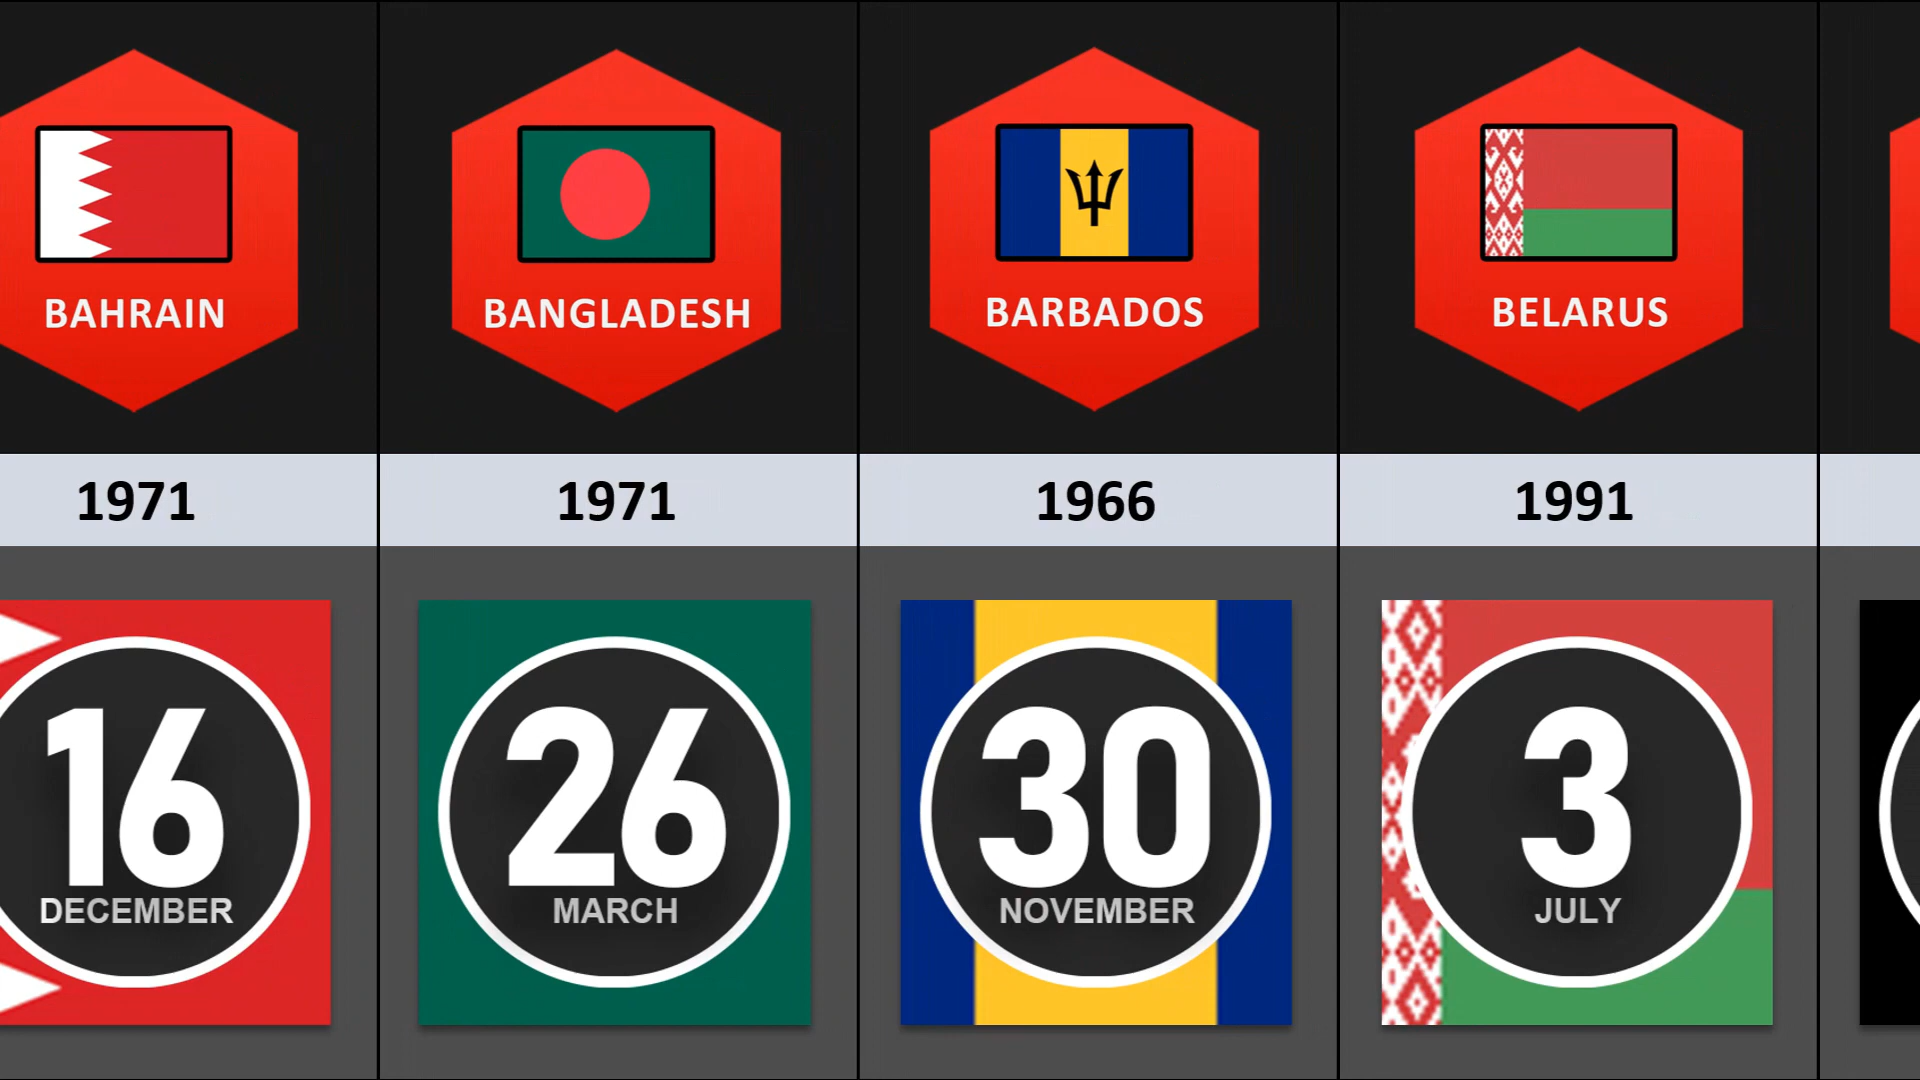 BAHRAIN
BANGLADESH
BARBADOS
BELARUS
1971
1971
1966
1991
16
DECEMBER
26
MARCH
30
NOVEMBER
3
JULY